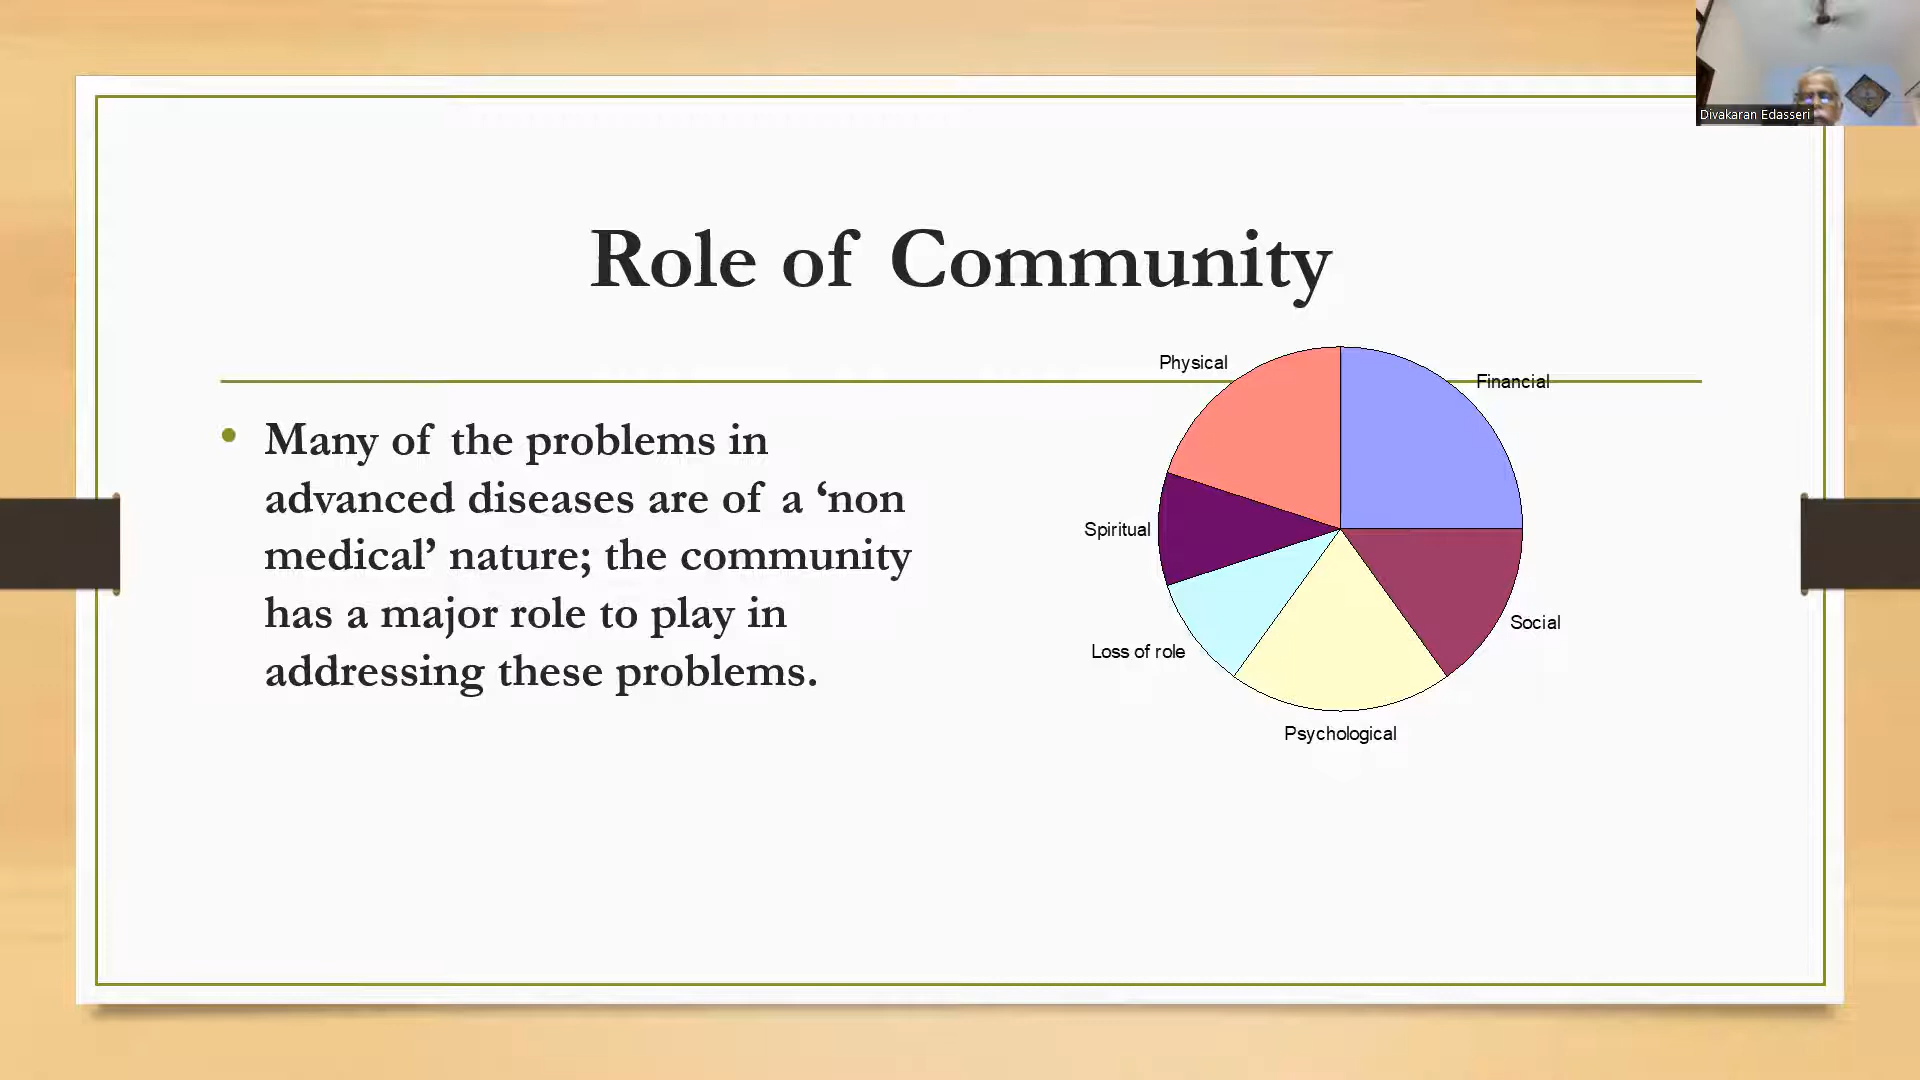 Divakaran Edasseri
Role of Community
• Many of the problems in
advanced diseases are of a ‘non
medical’ nature; the community
has a major role to play in
addressing these problems.
Physical
Financial
Spiritual
Social
Loss of role
Psychological